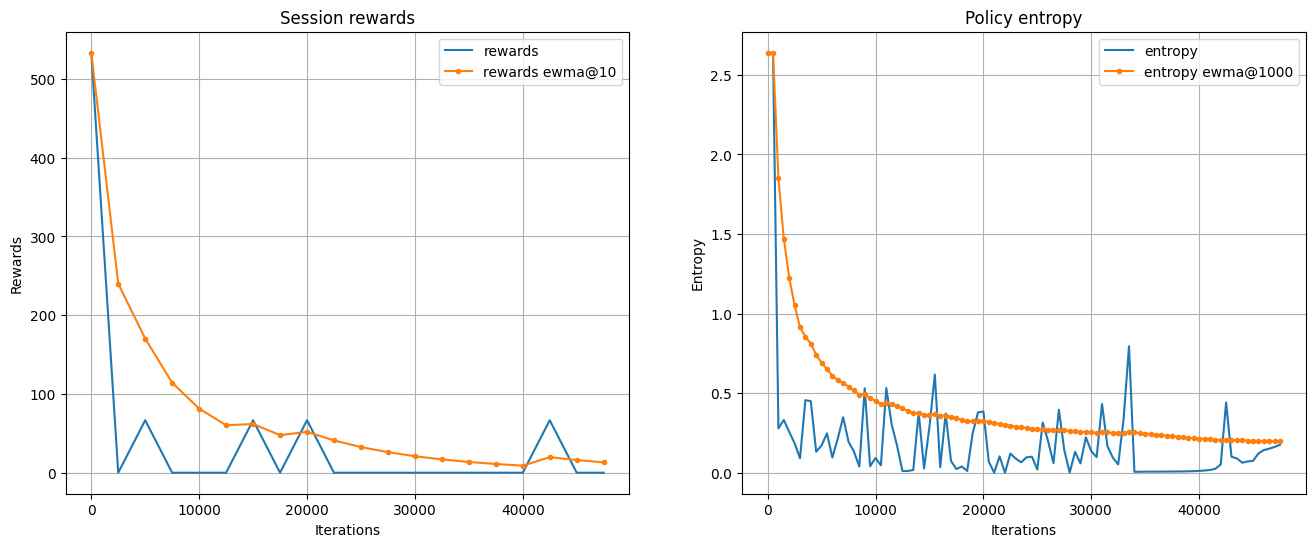 Session rewards
rewards
rewards ewma@10
500
400
300
200
100
0
Rewards
0
10000
20000
30000
40000
Iterations
Policy entropy
entropy
entropy ewma@1000
2.5
2.0
1.5
1.0
0.5
0.0
Entropy
0
10000
20000
30000
40000
Iterations